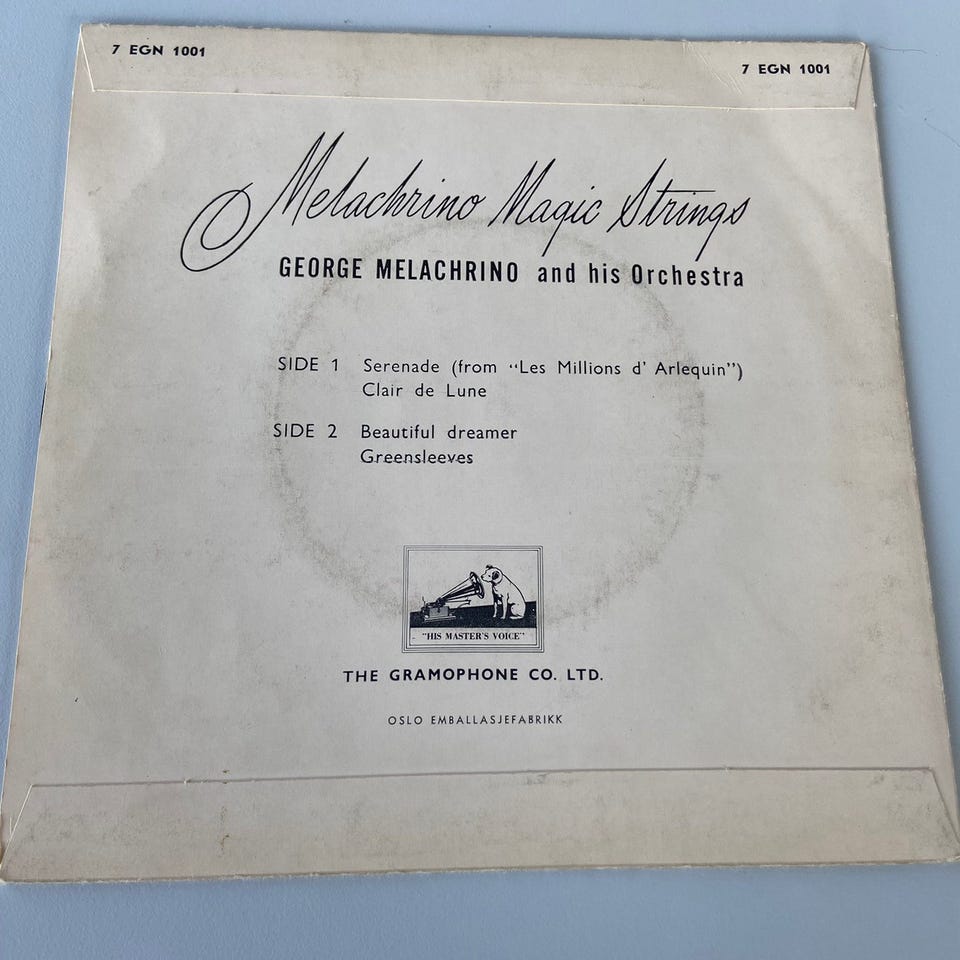 7 EGN 1001
7 EGN 1001
Melachrino Magic Strings
GEORGE MELACHRINO and his Orchestra
SIDE 1 Serenade (from "Les Millions d' Arlequin")
Clair de Lune
SIDE 2 Beautiful dreamer
Greensleeves
"HIS MASTER'S VOICE"
THE GRAMOPHONE CO. LTD.
OSLO EMBALLASJEFABRIKK